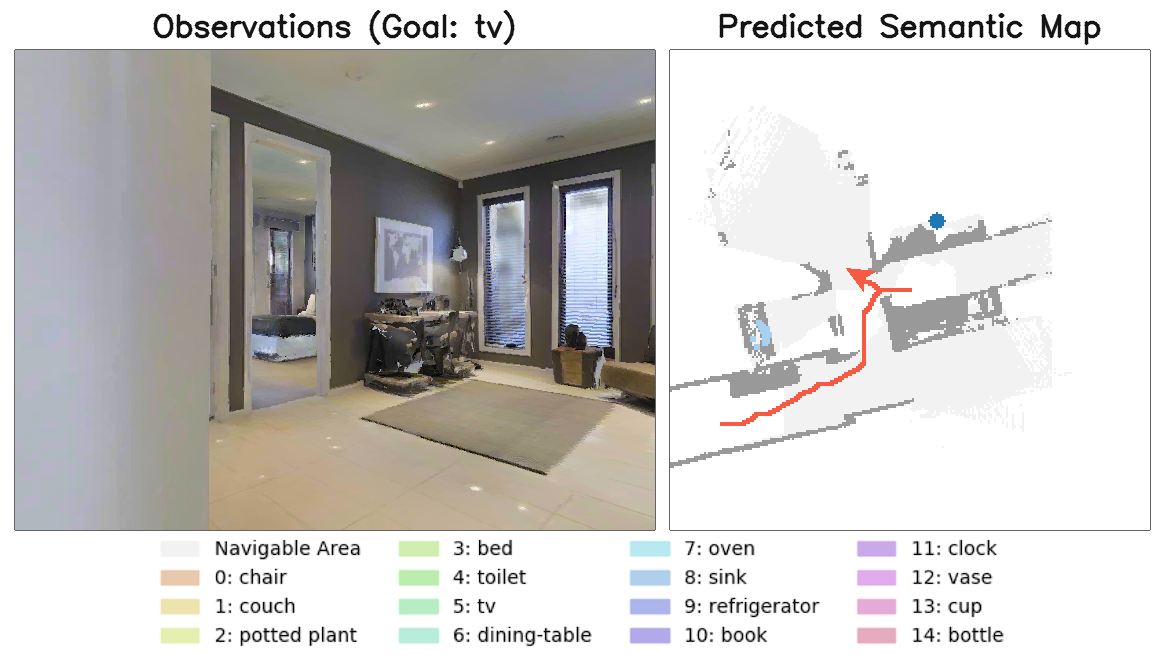 Observations (Goal: tv)
Predicted Semantic Map
Navigable Area
0: chair
1: couch
2: potted plant
3: bed
4: toilet
5: tv
6: dining-table
7: oven
8: sink
9: refrigerator
10: book
11: clock
12: vase
13: cup
14: bottle